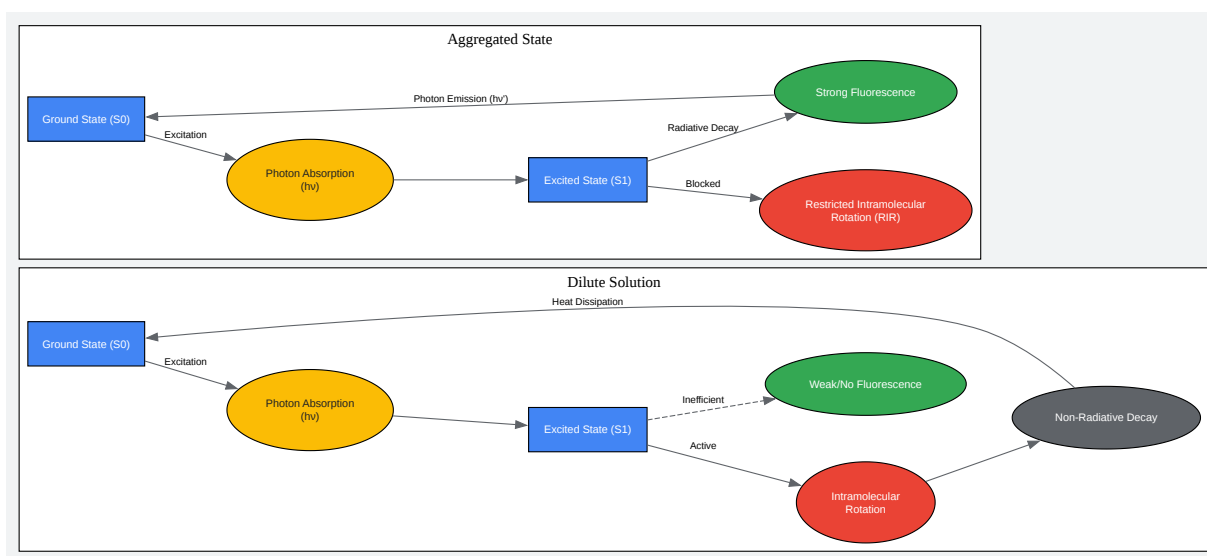 Aggregated State
Strong Fluorescence
Photon Emission (hν')
Ground State (S0)
Radiative Decay
Excitation
Photon Absorption
(hν)
Excited State (S1)
Blocked
Restricted Intramolecular
Rotation (RIR)
Dilute Solution
Heat Dissipation
Ground State (S0)
Excitation
Weak/No Fluorescence
Inefficient
Photon Absorption
(hν)
Excited State (S1)
Non-Radiative Decay
Active
Intramolecular
Rotation